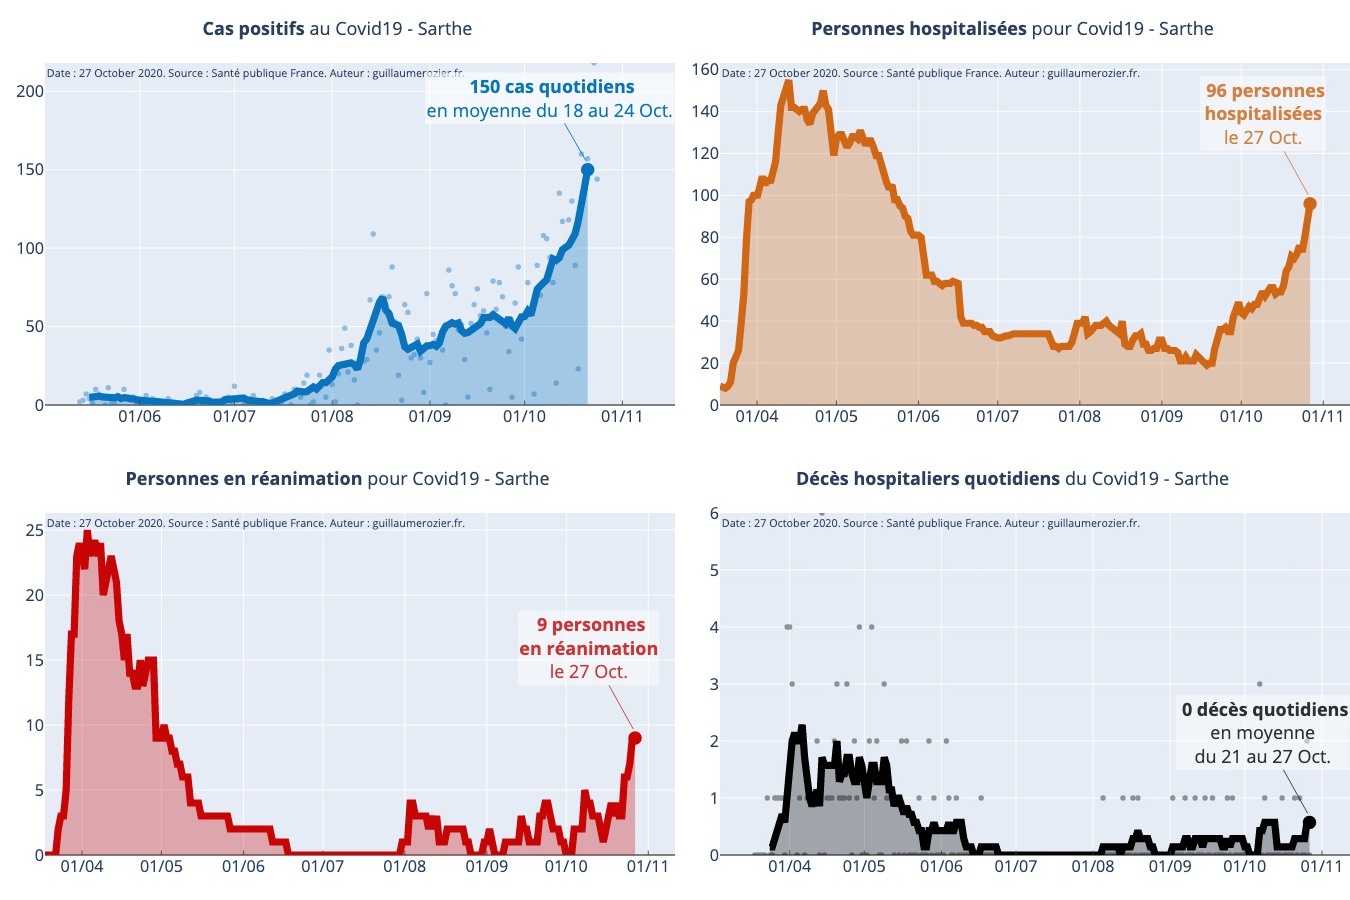 Cas positifs au Covid19 - Sarthe
Date : 27 October 2020. Source : Santé publique France. Auteur : guillaumerozier.fr.
150 cas quotidiens
en moyenne du 18 au 24 Oct.
200
150
100
50
0
01/06 01/07 01/08 01/09 01/10 01/11
Personnes hospitalisées pour Covid19 - Sarthe
Date : 27 October 2020. Source : Santé publique France. Auteur : guillaumerozier.fr.
96 personnes
hospitalisées
le 27 Oct.
160
140
120
100
80
60
40
20
0
01/04 01/05 01/06 01/07 01/08 01/09 01/10 01/11
Personnes en réanimation pour Covid19 - Sarthe
Date : 27 October 2020. Source : Santé publique France. Auteur : guillaumerozier.fr.
9 personnes
en réanimation
le 27 Oct.
25
20
15
10
5
0
01/04 01/05 01/06 01/07 01/08 01/09 01/10 01/11
Décès hospitaliers quotidiens du Covid19 - Sarthe
Date : 27 October 2020. Source : Santé publique France. Auteur : guillaumerozier.fr.
0 décès quotidiens
en moyenne
du 21 au 27 Oct.
6
5
4
3
2
1
0
01/04 01/05 01/06 01/07 01/08 01/09 01/10 01/11